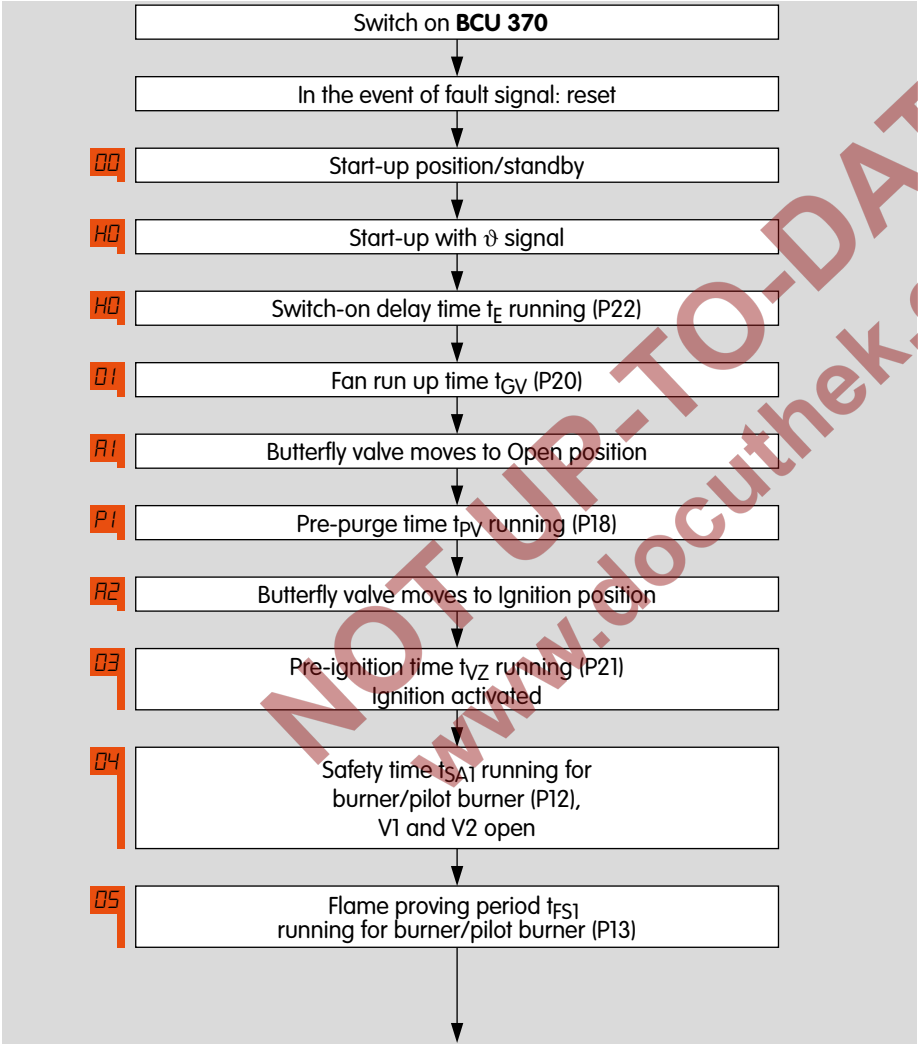 Switch on BCU 370
In the event of fault signal: reset
00
Start-up position/standby
H0
Start-up with ϑ signal
H0
Switch-on delay time tE running (P22)
01
Fan run up time tGV (P20)
A1
Butterfly valve moves to Open position
P1
Pre-purge time tPV running (P18)
A2
Butterfly valve moves to Ignition position
03
Pre-ignition time tVZ running (P21)
Ignition activated
04
Safety time tSA1 running for
burner/pilot burner (P12),
V1 and V2 open
05
Flame proving period tFS1
running for burner/pilot burner (P13)
NOT UP-TO-DAT
www.docuthek.